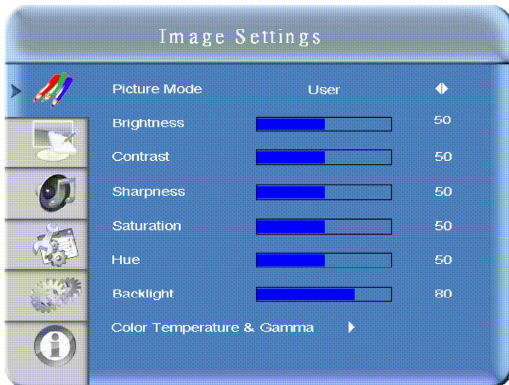 Image Settings
Picture Mode User
Brightness 50
Contrast 50
Sharpness 50
Saturation 50
Hue 50
Backlight 80
Color Temperature & Gamma